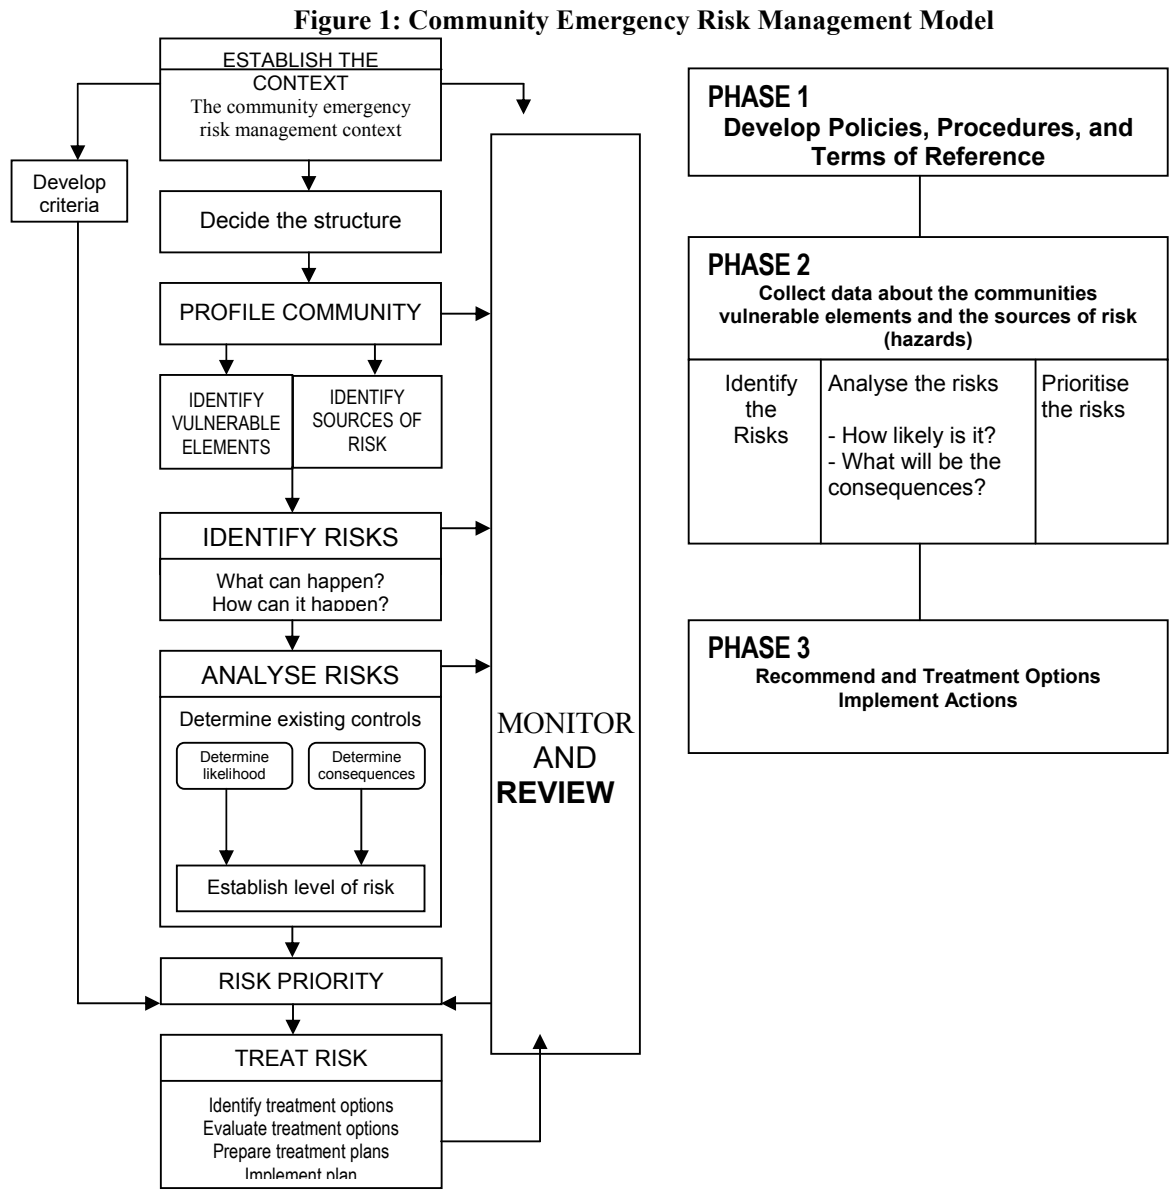 Figure 1: Community Emergency Risk Management Model
ESTABLISH THE
CONTEXT
The community emergency
risk management context
Develop
criteria
Decide the structure
PROFILE COMMUNITY
IDENTIFY
VULNERABLE
ELEMENTS
IDENTIFY
SOURCES OF
RISK
IDENTIFY RISKS
What can happen?
How can it happen?
ANALYSE RISKS
Determine existing controls
Determine
likelihood
Determine
consequences
Establish level of risk
RISK PRIORITY
TREAT RISK
Identify treatment options
Evaluate treatment options
Prepare treatment plans
Implement plan
MONITOR
AND
REVIEW
PHASE 1
Develop Policies, Procedures, and
Terms of Reference
PHASE 2
Collect data about the communities
vulnerable elements and the sources of risk
(hazards)
Identify
the
Risks
Analyse the risks
- How likely is it?
- What will be the
consequences?
Prioritise
the risks
PHASE 3
Recommend and Treatment Options
Implement Actions